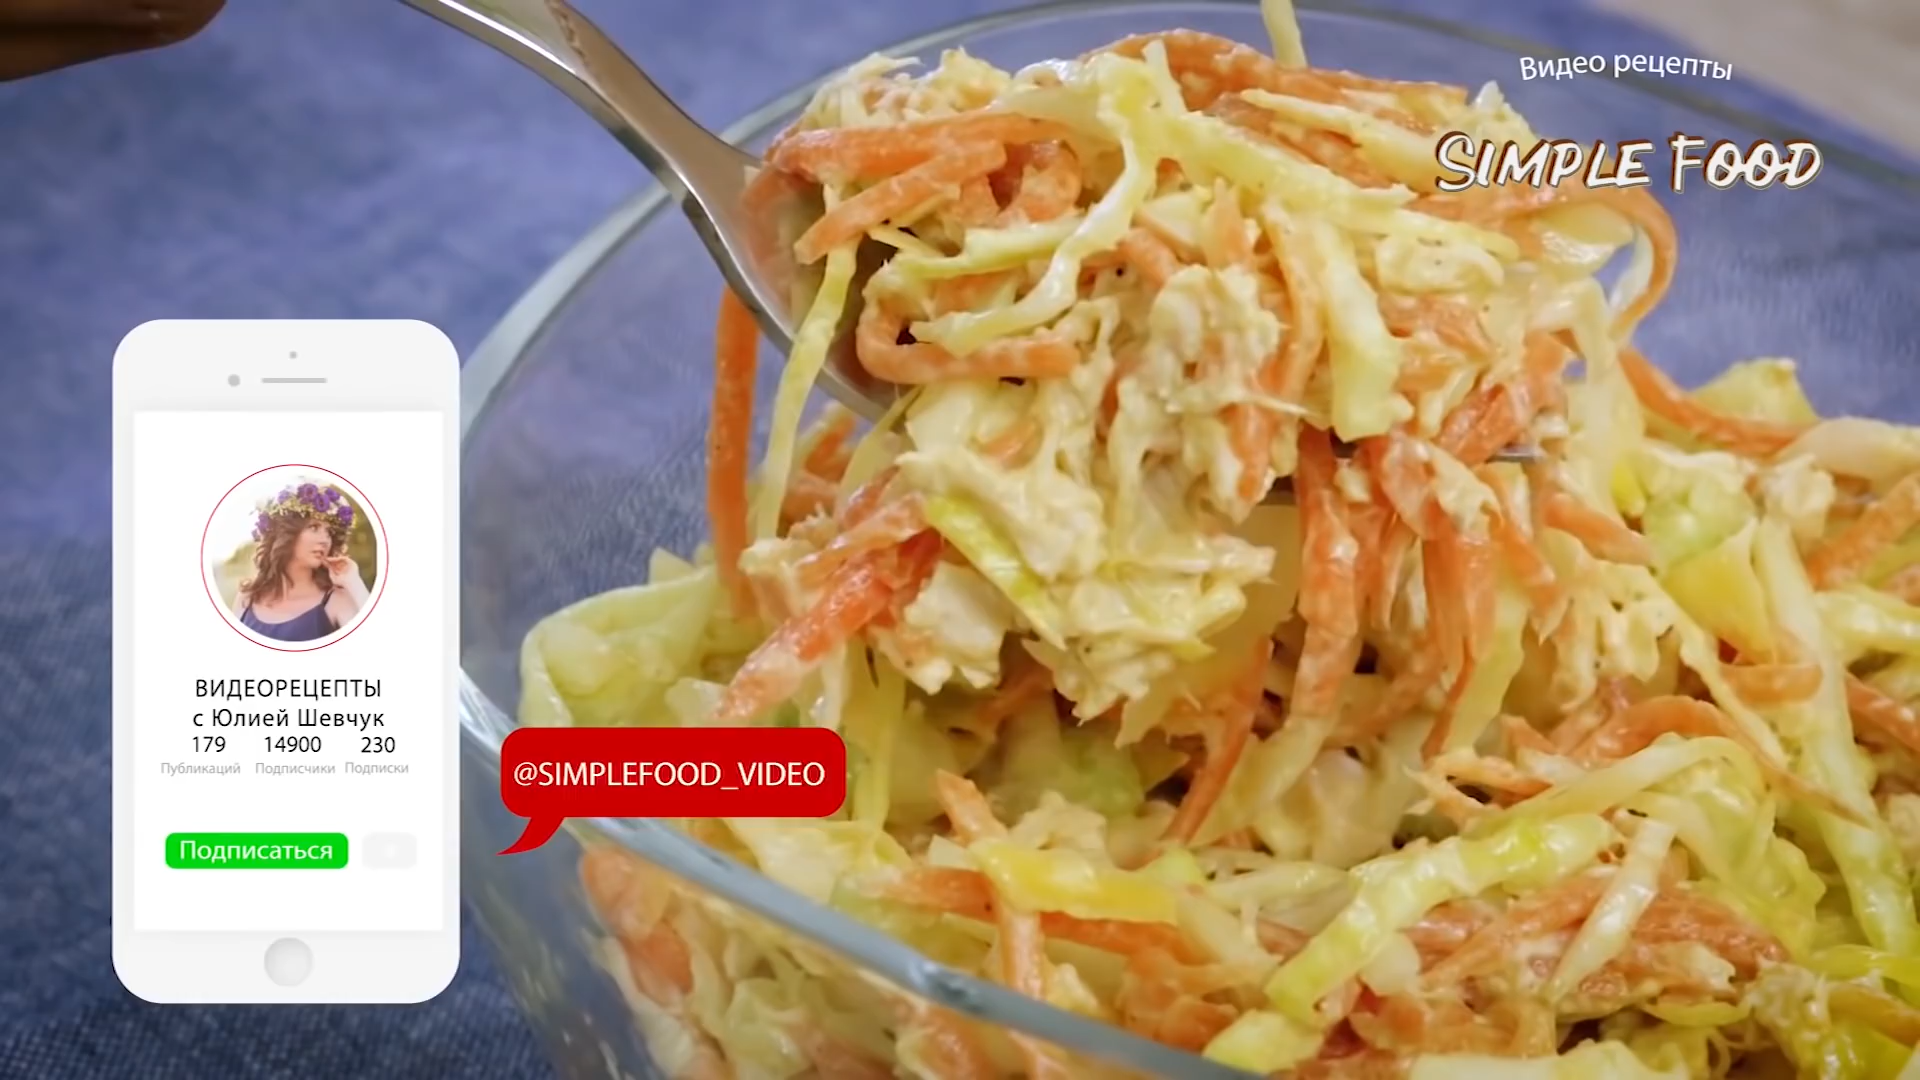 Видео рецепты
SIMPLE FOOD
ВИДЕОРЕЦЕПТЫ
с Юлией Шевчук
179 14900 230
Публикаций Подписчики Подписки
Подписаться
@SIMPLEFOOD_VIDEO